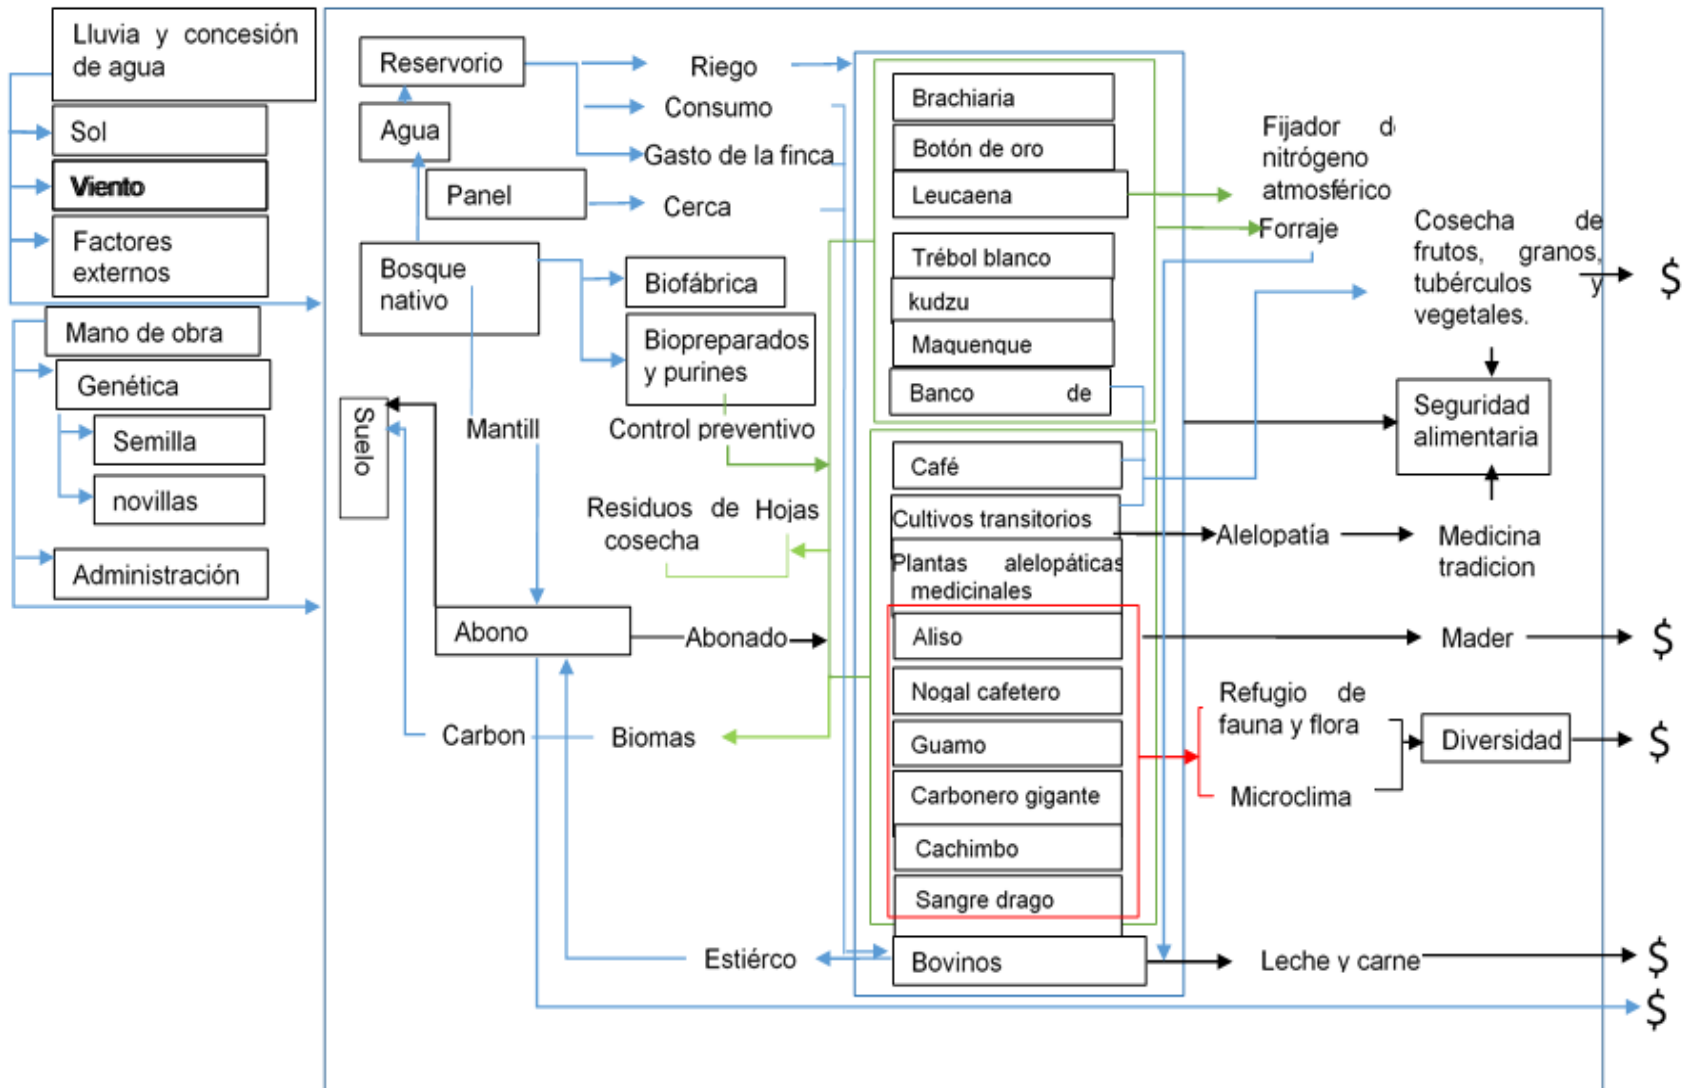 Lluvia y concesión
de agua
Sol
Viento
Factores
externos
Mano de obra
Genética
Semilla
novillas
Administración
Reservorio
Agua
Panel
Bosque
nativo
Suelo
Mantill
Abono
Carbon
Riego
Consumo
Gasto de la finca
Cerca
Biofábrica
Biopreparados
y purines
Control preventivo
Residuos de
cosecha
Hojas
Abonado
Biomas
Estiérco
Brachiaria
Botón de oro
Leucaena
Trébol blanco
kudzu
Maquenque
Banco de
Café
Cultivos transitorios
Plantas alelopáticas
medicinales
Aliso
Nogal cafetero
Guamo
Carbonero gigante
Cachimbo
Sangre drago
Bovinos
Fijador d
nitrógeno
atmosférico
Forraje
Cosecha de
frutos, granos,
tubérculos y
vegetales.
$
Seguridad
alimentaria
Alelopatía
Medicina
tradicion
Mader
$
Refugio de
fauna y flora
Microclima
Diversidad
$
Leche y carne
$
$